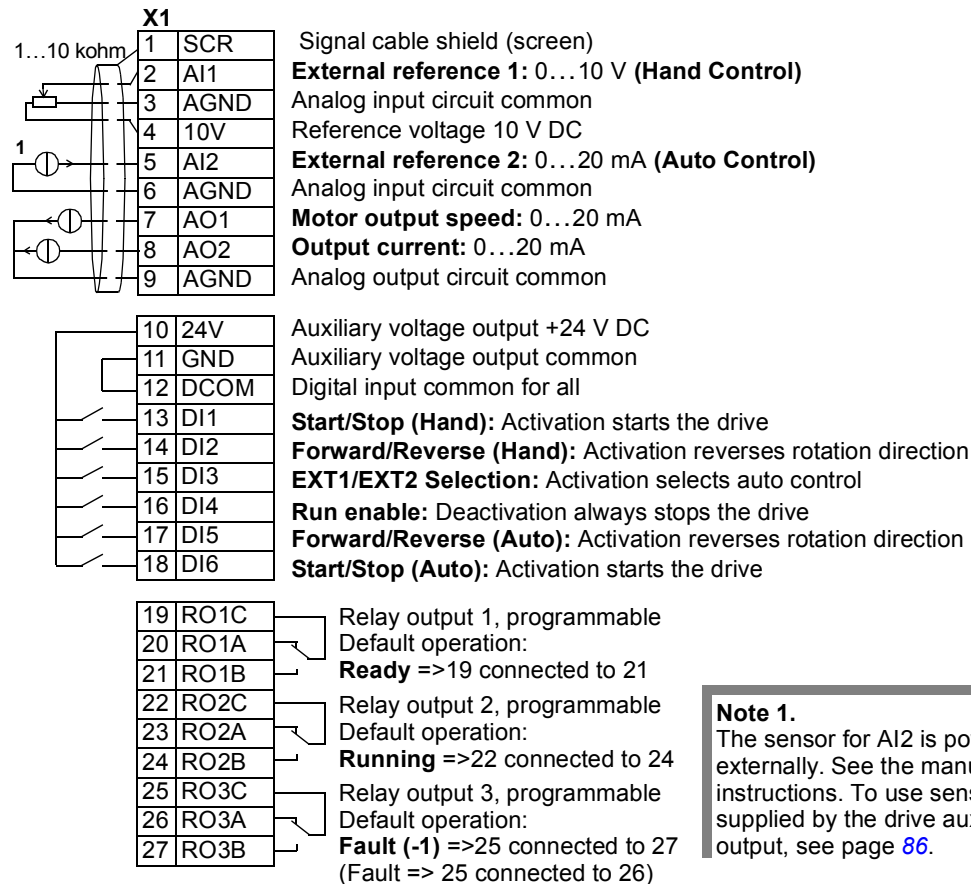 X1
1…10 kohm
1 SCR Signal cable shield (screen)
2 AI1 External reference 1: 0…10 V (Hand Control)
3 AGND Analog input circuit common
4 10V Reference voltage 10 V DC
1
5 AI2 External reference 2: 0…20 mA (Auto Control)
6 AGND Analog input circuit common
7 AO1 Motor output speed: 0…20 mA
8 AO2 Output current: 0…20 mA
9 AGND Analog output circuit common
10 24V Auxiliary voltage output +24 V DC
11 GND Auxiliary voltage output common
12 DCOM Digital input common for all
13 DI1 Start/Stop (Hand): Activation starts the drive
14 DI2 Forward/Reverse (Hand): Activation reverses rotation direction
15 DI3 EXT1/EXT2 Selection: Activation selects auto control
16 DI4 Run enable: Deactivation always stops the drive
17 DI5 Forward/Reverse (Auto): Activation reverses rotation direction
18 DI6 Start/Stop (Auto): Activation starts the drive
19 RO1C Relay output 1, programmable
20 RO1A Default operation:
21 RO1B Ready =>19 connected to 21
22 RO2C Relay output 2, programmable
23 RO2A Default operation:
24 RO2B Running =>22 connected to 24
25 RO3C Relay output 3, programmable
26 RO3A Default operation:
27 RO3B Fault (-1) =>25 connected to 27
(Fault => 25 connected to 26)
Note 1.
The sensor for AI2 is
externally. See the
instructions. To use
supplied by the drive
output, see page 86.